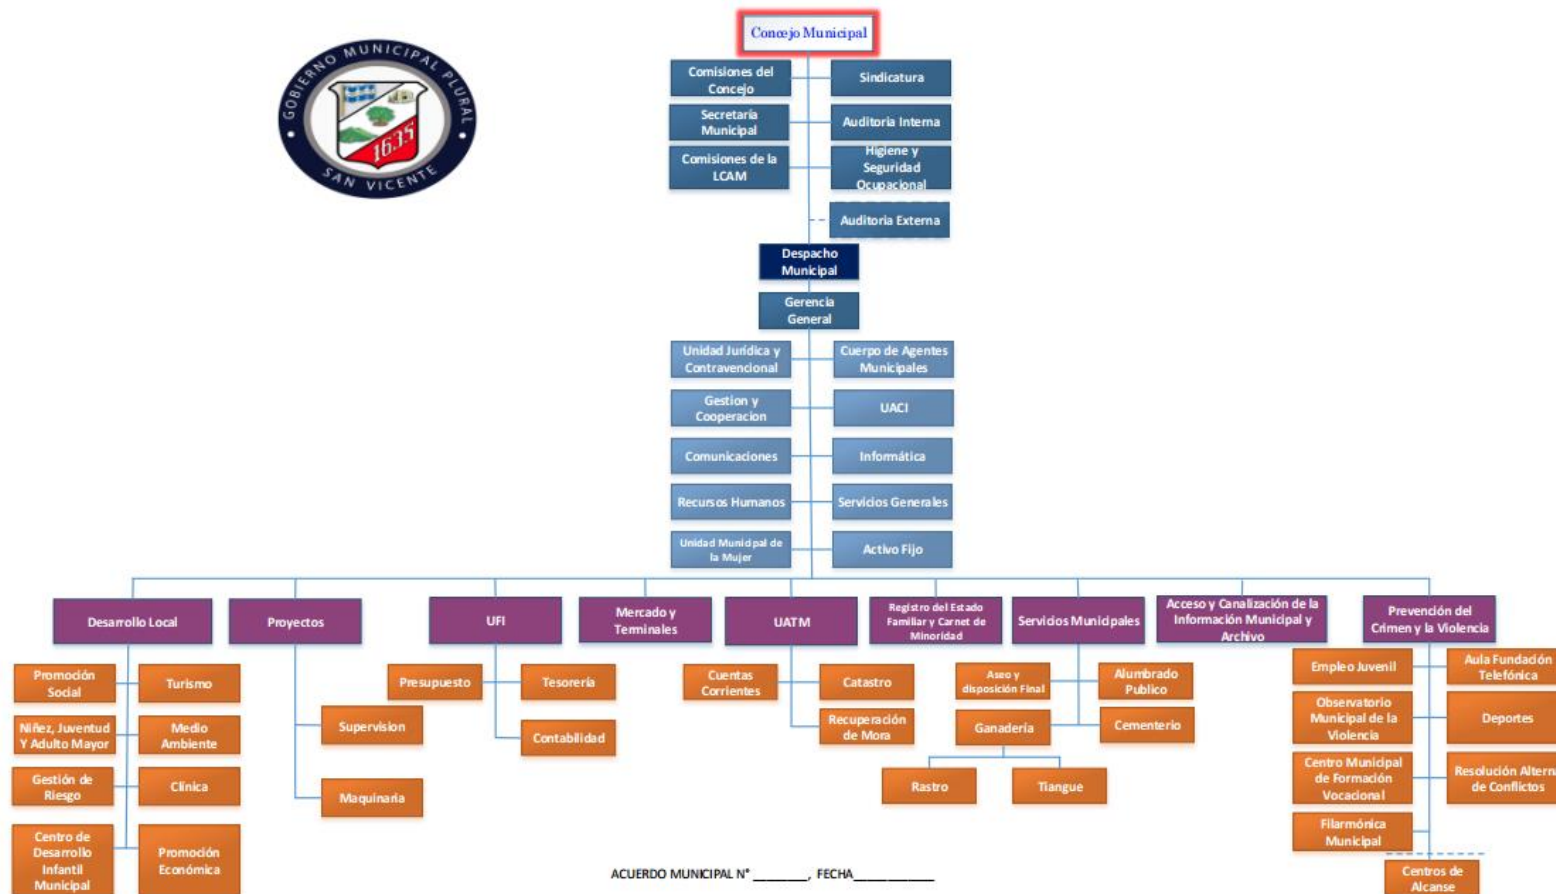 Concejo Municipal
GOBIERNO MUNICIPAL PLURAL
1635
SAN VICENTE
Comisiones del
Concejo
Sindicatura
Secretaría
Municipal
Auditoria Interna
Comisiones de la
LCAM
Higiene y
Seguridad
Ocupacional
Auditoria Externa
Despacho
Municipal
Gerencia
General
Unidad Jurídica y
Contravencional
Cuerpo de Agentes
Municipales
Gestion y
Cooperacion
UACI
Comunicaciones
Informática
Recursos Humanos
Servicios Generales
Unidad Municipal de
la Mujer
Activo Fijo
Desarrollo Local
Proyectos
UFI
Mercado y
Terminales
UATM
Registro del Estado
Familiar y Carnet de
Minoridad
Servicios Municipales
Acceso y Canalización de la
Información Municipal y
Archivo
Prevención del
Crimen y la Violencia
Promoción
Social
Turismo
Niñez, Juventud
Y Adulto Mayor
Medio
Ambiente
Gestión de
Riesgo
Clínica
Centro de
Desarrollo
Infantil
Municipal
Promoción
Económica
Supervision
Maquinaria
Presupuesto
Tesorería
Contabilidad
Cuentas
Corrientes
Catastro
Recuperación
de Mora
Aseo y
disposición Final
Alumbrado
Publico
Ganadería
Cementerio
Rastro
Tiangue
Empleo Juvenil
Aula Fundación
Telefónica
Observatorio
Municipal de la
Violencia
Deportes
Centro Municipal
de Formación
Vocacional
Resolución Alterna
de Conflictos
Filarmónica
Municipal
Centros de
Alcanse
ACUERDO MUNICIPAL N° ________, FECHA____________